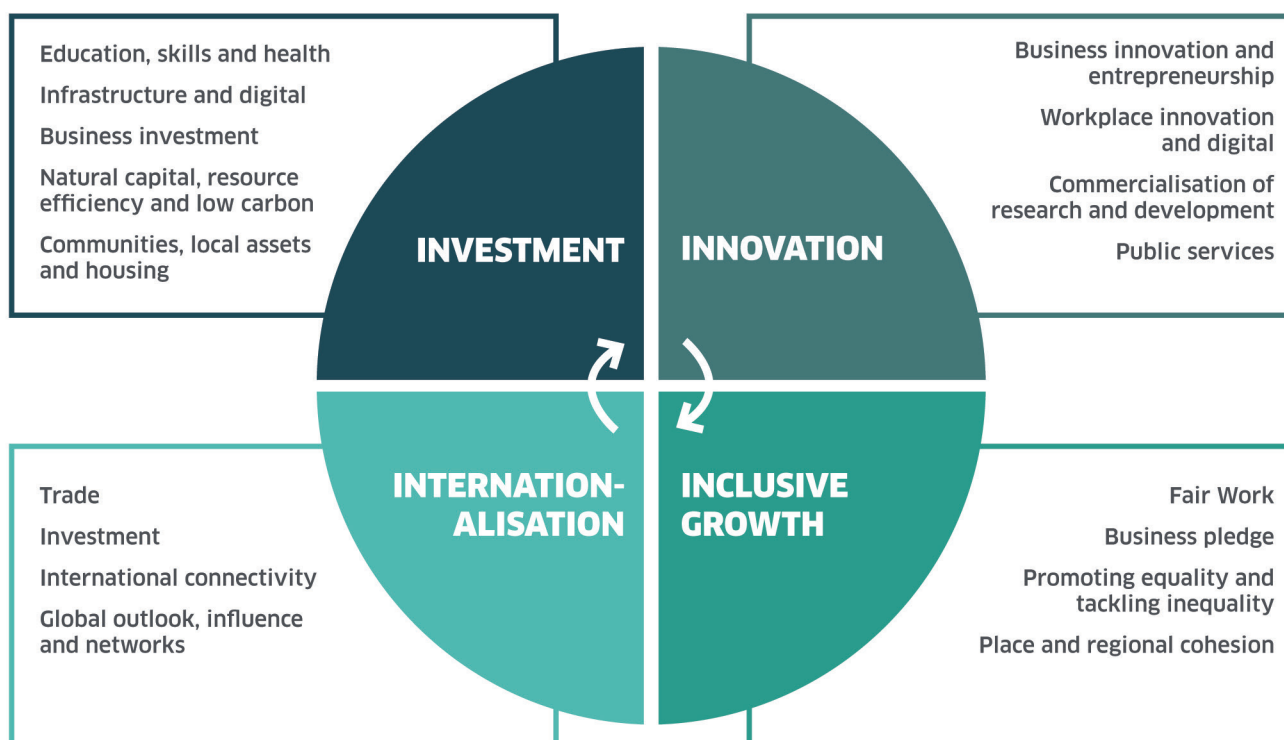 Education, skills and health
Infrastructure and digital
Business investment
Natural capital, resource
efficiency and low carbon
Communities, local assets
and housing
INVESTMENT
INNOVATION
Business innovation and
entrepreneurship
Workplace innovation
and digital
Commercialisation of
research and development
Public services
Trade
Investment
International connectivity
Global outlook, influence
and networks
INTERNATION-
ALISATION
INCLUSIVE
GROWTH
Fair Work
Business pledge
Promoting equality and
tackling inequality
Place and regional cohesion